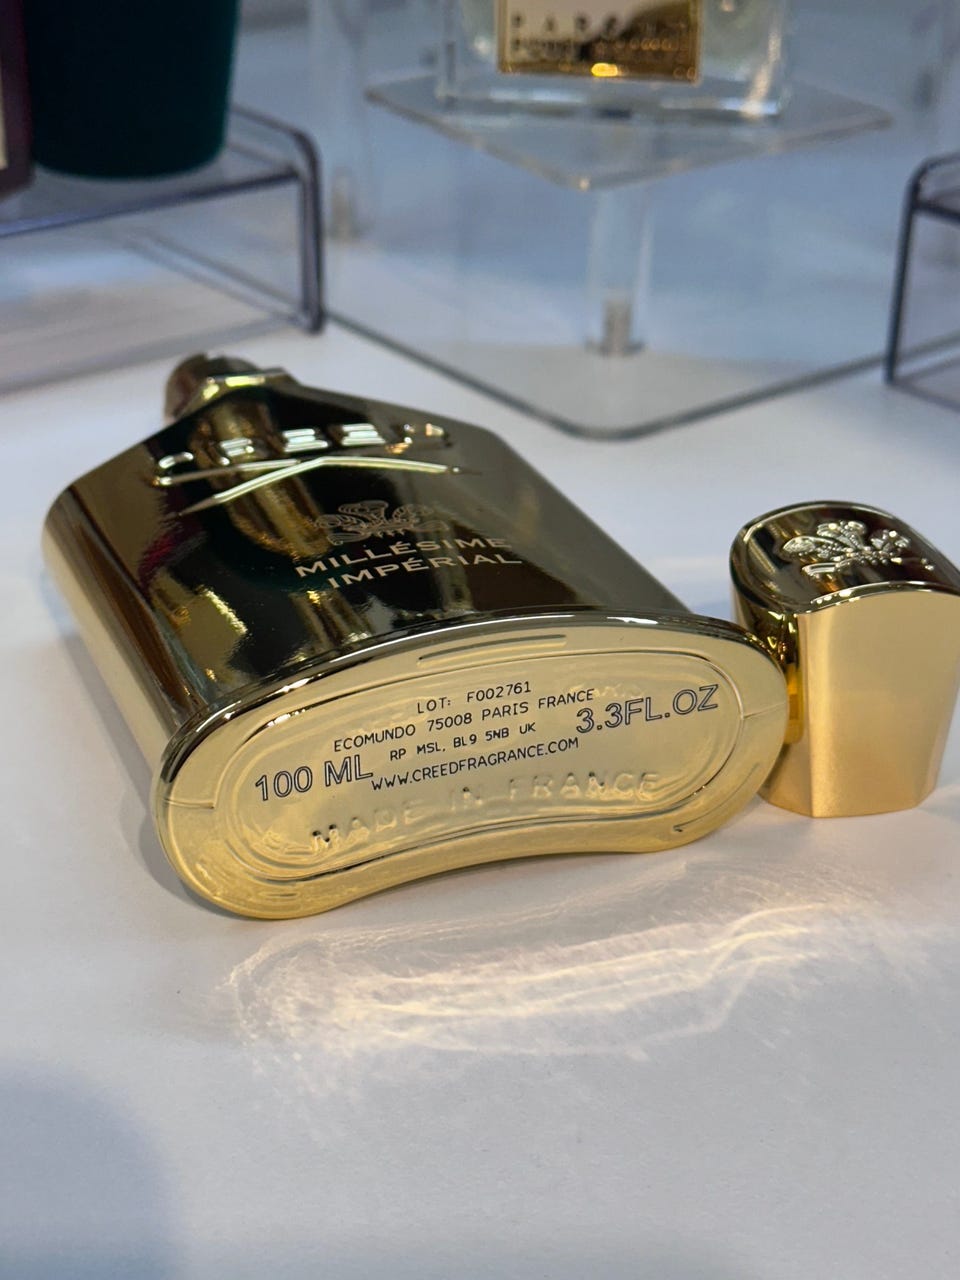 CREED
MILLÉSIME
IMPÉRIAL
LOT: F002761
ECOMUNDO 75008 PARIS FRANCE
RP MSL, BL9 5NB UK
WWW.CREEDFRAGRANCE.COM
100 ML
3.3FL.OZ
MADE IN FRANCE